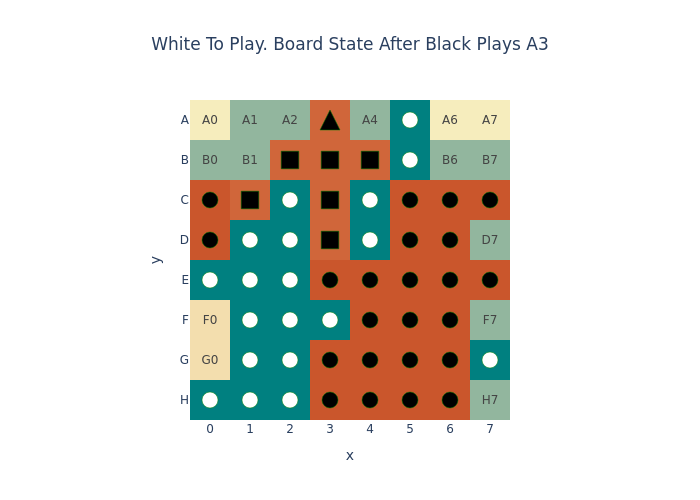 White To Play. Board State After Black Plays A3
A A0 A1 A2 A4 A6 A7
B B0 B1 B6 B7
C
D D7
E
F F0 F7
G G0
H H7
0 1 2 3 4 5 6 7
x
y